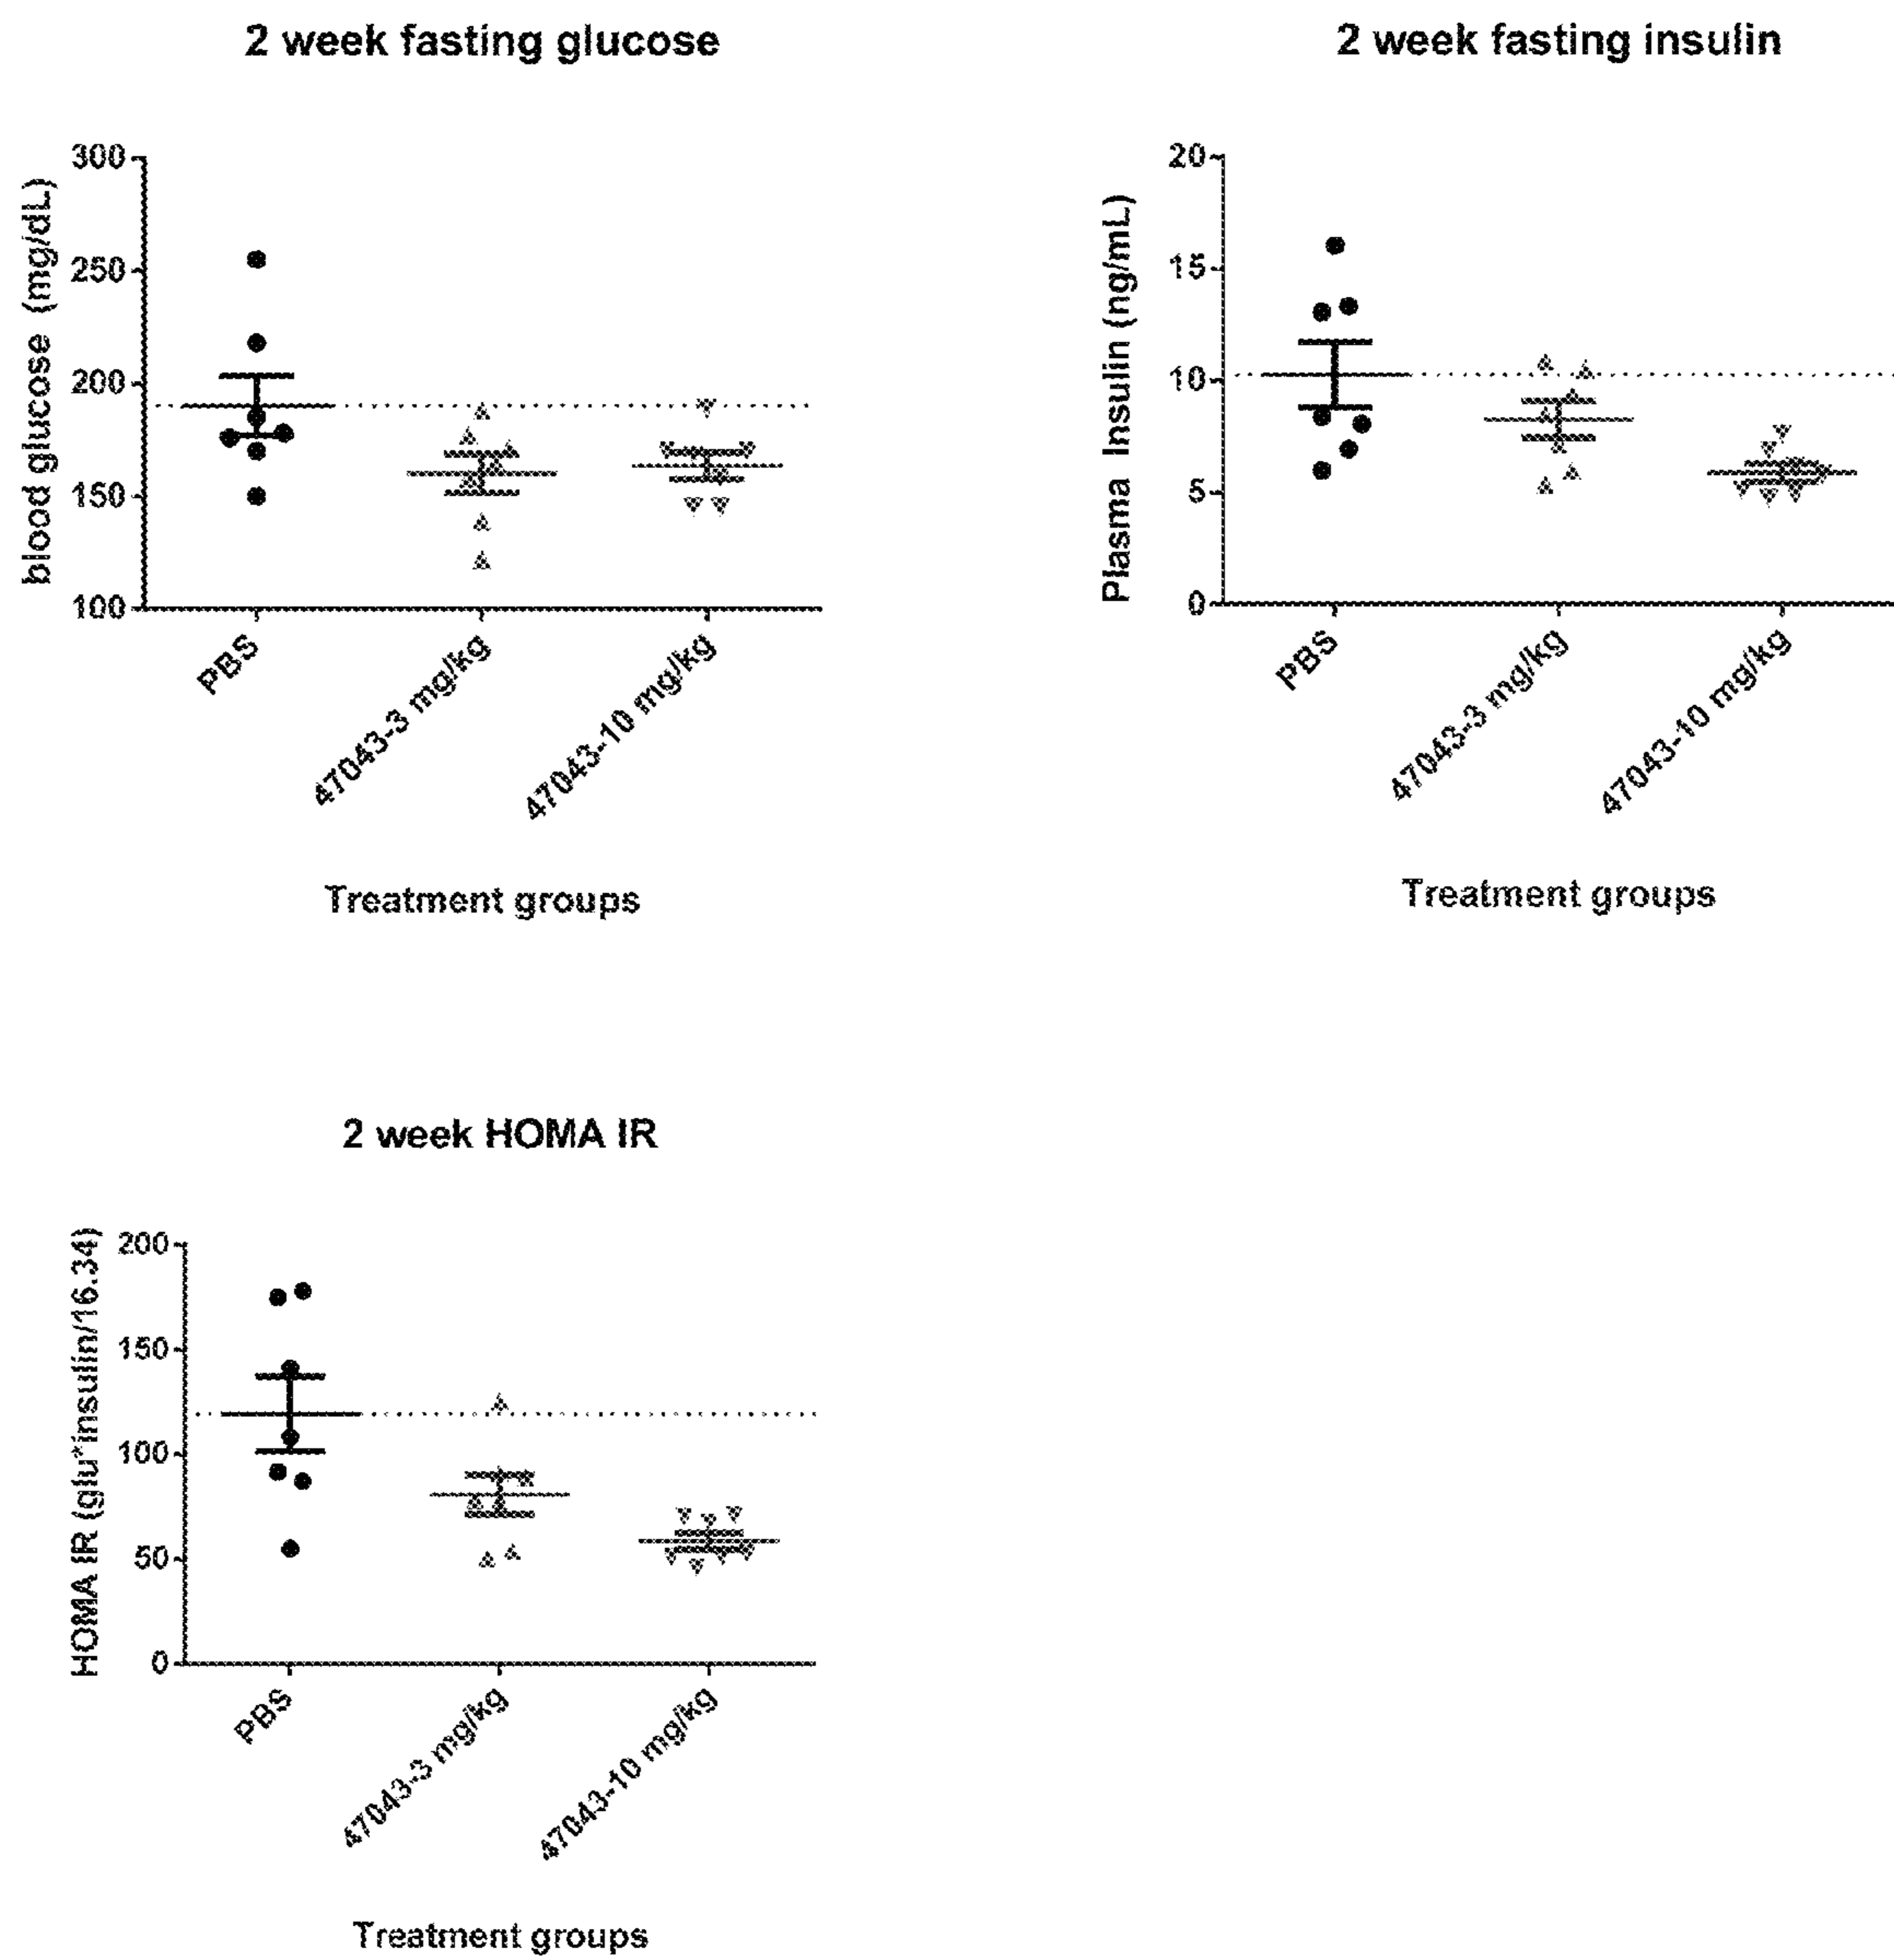 2 week fasting glucose
blood glucose (mg/dL)
300
250
200
150
100
PBS
47043-3 mg/kg
47043-10 mg/kg
Treatment groups
2 week fasting insulin
Plasma Insulin (ng/mL)
20
15
10
5
0
PBS
47043-3 mg/kg
47043-10 mg/kg
Treatment groups
2 week HOMA IR
HOMA IR (glu*insulin/16.34)
200
150
100
50
0
PBS
47043-3 mg/kg
47043-10 mg/kg
Treatment groups